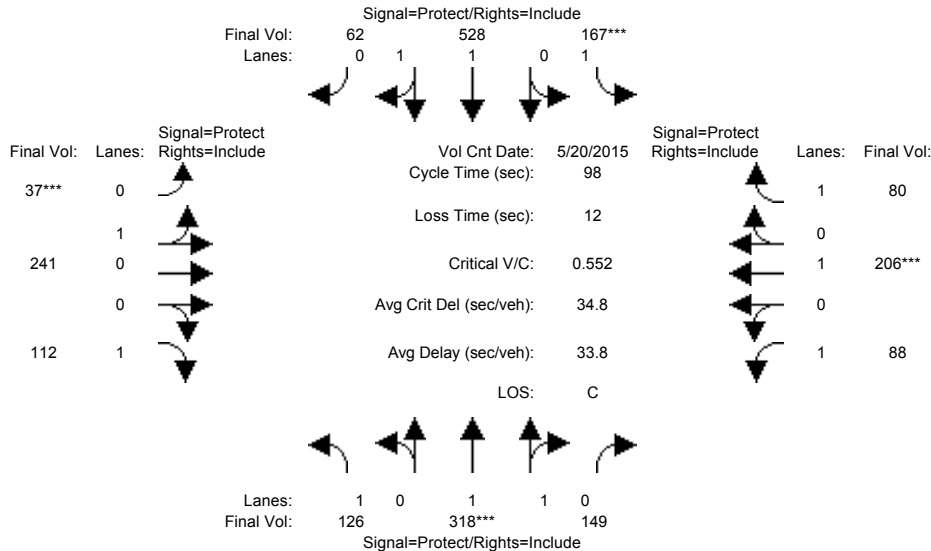 Signal=Protect/Rights=Include
Final Vol: 62 528 167***
Lanes: 0 1 1 0 1
Signal=Protect Signal=Protect
Final Vol: Lanes: Rights=Include Vol Cnt Date: 5/20/2015 Rights=Include Lanes: Final Vol:
Cycle Time (sec): 98
37*** 0 1 80
Loss Time (sec): 12
1 0
241 0 Critical V/C: 0.552 1 206***
0 Avg Crit Del (sec/veh): 34.8 0
112 1 Avg Delay (sec/veh): 33.8 1 88
LOS: C
Lanes: 1 0 1 1 0
Final Vol: 126 318*** 149
Signal=Protect/Rights=Include